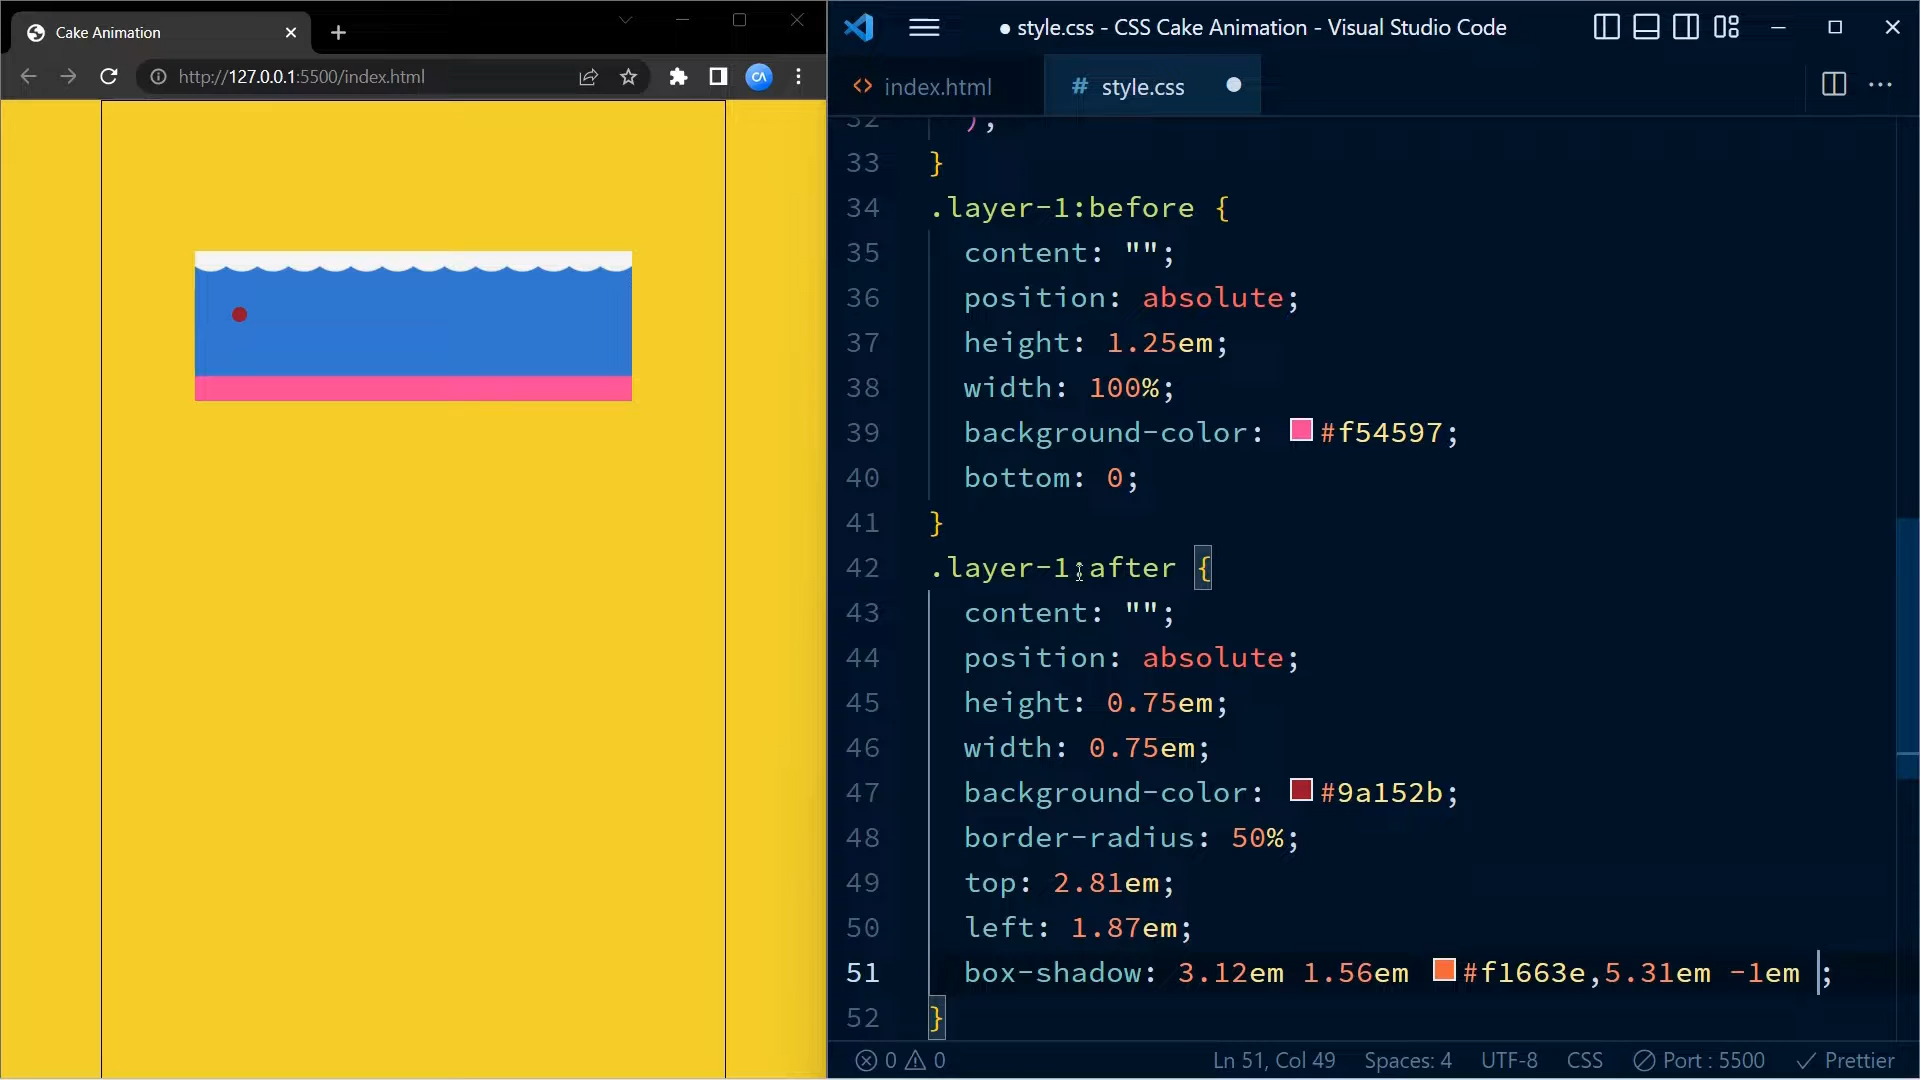 Cake Animation
http://127.0.0.1:5500/index.html
CA
style.css - CSS Cake Animation - Visual Studio Code
index.html
# style.css
32 );
33 }
34 .layer-1:before {
35 content: "";
36 position: absolute;
37 height: 1.25em;
38 width: 100%;
39 background-color: #f54597;
40 bottom: 0;
41 }
42 .layer-1:after {
43 content: "";
44 position: absolute;
45 height: 0.75em;
46 width: 0.75em;
47 background-color: #9a152b;
48 border-radius: 50%;
49 top: 2.81em;
50 left: 1.87em;
51 box-shadow: 3.12em 1.56em #f1663e,5.31em -1em ;
52 }
0 0 Ln 51, Col 49 Spaces: 4 UTF-8 CSS Port : 5500 Prettier